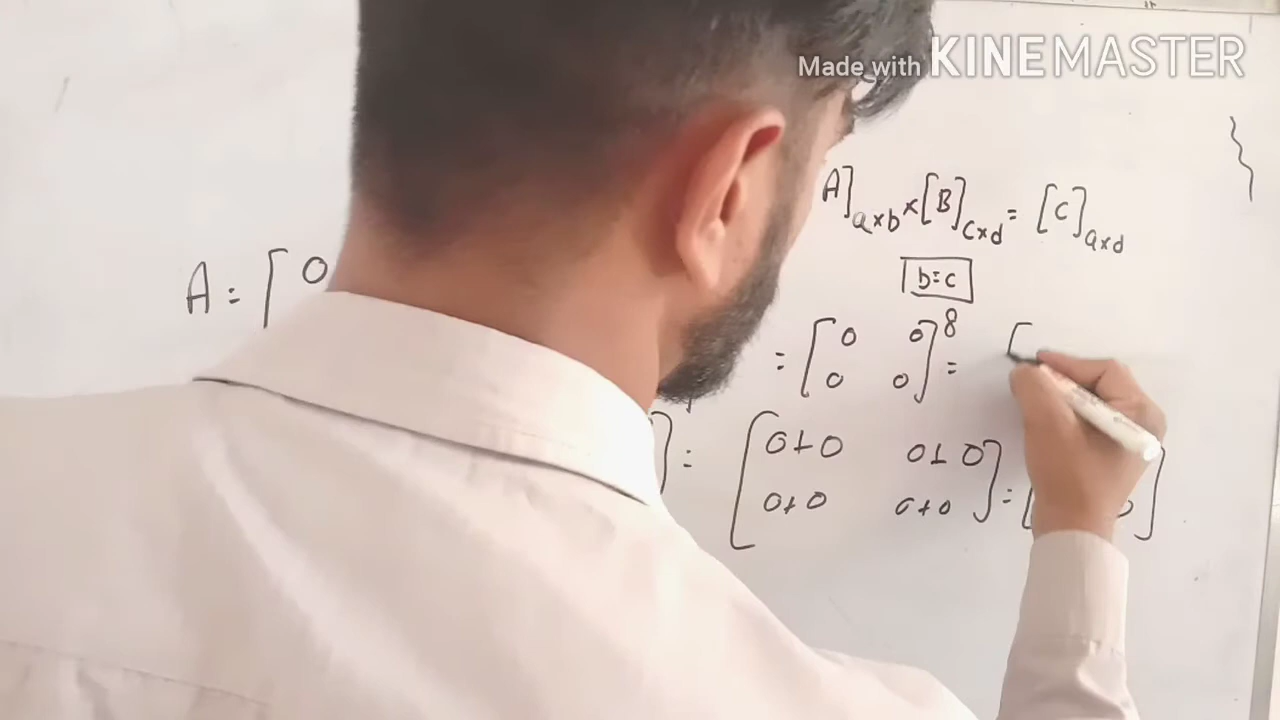 Made with KINEMASTER
A]a×b × [B]c×d = [C]a×d
b=c
A = [ 0
= [ 0 0 ]8 = [
0 0
] = [ 0+0 0+0 ] = [
0+0 0+0 ]